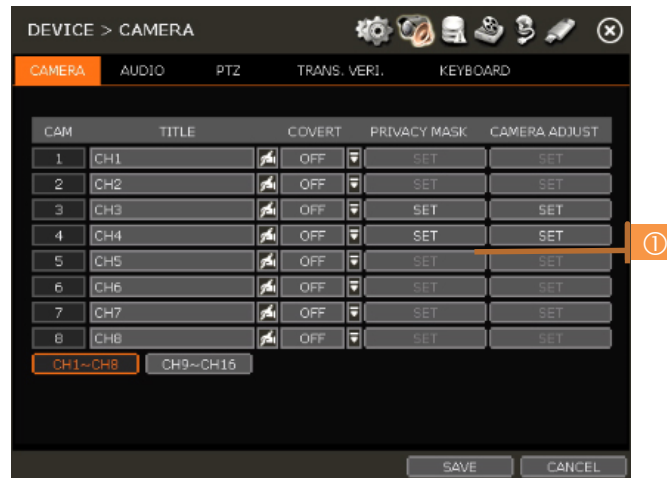 DEVICE > CAMERA
CAMERA AUDIO PTZ TRANS. VERI. KEYBOARD
CAM TITLE COVERT PRIVACY MASK CAMERA ADJUST
1 CH1 OFF SET SET
2 CH2 OFF SET SET
3 CH3 OFF SET SET
4 CH4 OFF SET SET
①
5 CH5 OFF SET SET
6 CH6 OFF SET SET
7 CH7 OFF SET SET
8 CH8 OFF SET SET
CH1~CH8 CH9~CH16
SAVE CANCEL